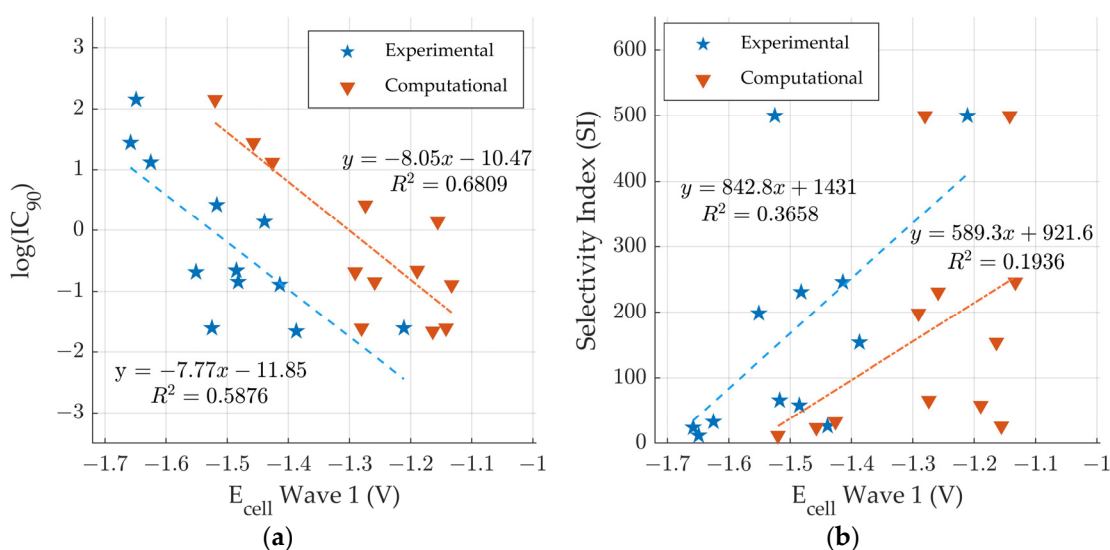 3
2
1
0
−1
−2
−3
log(IC90)
Experimental
Computational
y = −8.05x − 10.47
R² = 0.6809
y = −7.77x − 11.85
R² = 0.5876
−1.7 −1.6 −1.5 −1.4 −1.3 −1.2 −1.1 −1
Ecell Wave 1 (V)
(a)
600
500
400
300
200
100
0
Selectivity Index (SI)
Experimental
Computational
y = 842.8x + 1431
R² = 0.3658
y = 589.3x + 921.6
R² = 0.1936
−1.7 −1.6 −1.5 −1.4 −1.3 −1.2 −1.1 −1
Ecell Wave 1 (V)
(b)